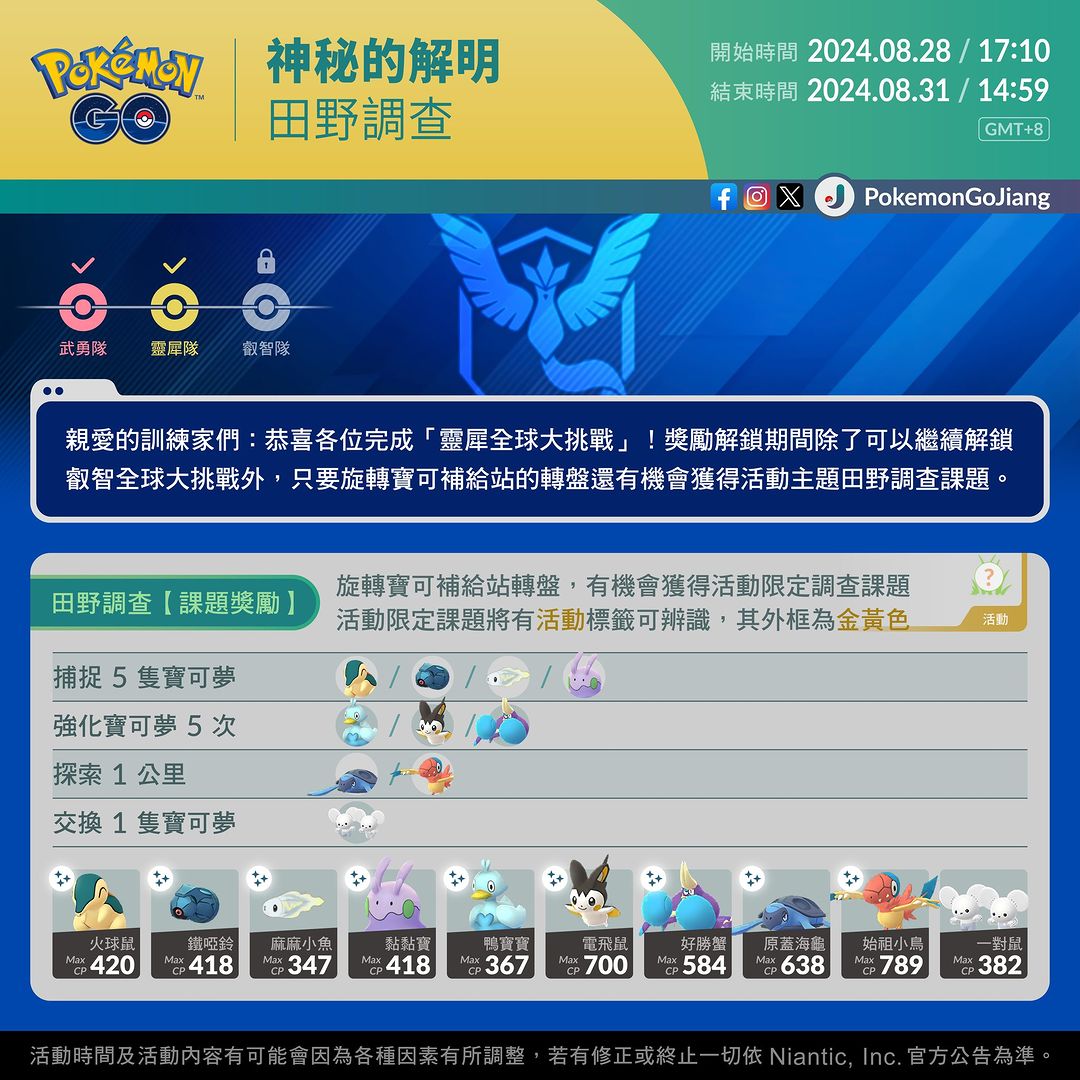 POKéMON
GO
TM
神秘的解明
田野調查
開始時間 2024.08.28 / 17:10
結束時間 2024.08.31 / 14:59
GMT+8
PokemonGoJiang
武勇隊 靈犀隊 叡智隊
親愛的訓練家們：恭喜各位完成「靈犀全球大挑戰」！獎勵解鎖期間除了可以繼續解鎖
叡智全球大挑戰外，只要旋轉寶可補給站的轉盤還有機會獲得活動主題田野調查課題。
田野調查【課題獎勵】
旋轉寶可補給站轉盤，有機會獲得活動限定調查課題
活動限定課題將有活動標籤可辨識，其外框為金黃色
?
活動
捕捉 5 隻寶可夢 / / /
強化寶可夢 5 次 / /
探索 1 公里 /
交換 1 隻寶可夢
火球鼠 Max CP 420
鐵啞鈴 Max CP 418
麻麻小魚 Max CP 347
黏黏寶 Max CP 418
鴨寶寶 Max CP 367
電飛鼠 Max CP 700
好勝蟹 Max CP 584
原蓋海龜 Max CP 638
始祖小鳥 Max CP 789
一對鼠 Max CP 382
活動時間及活動內容有可能會因為各種因素有所調整，若有修正或終止一切依 Niantic, Inc. 官方公告為準。